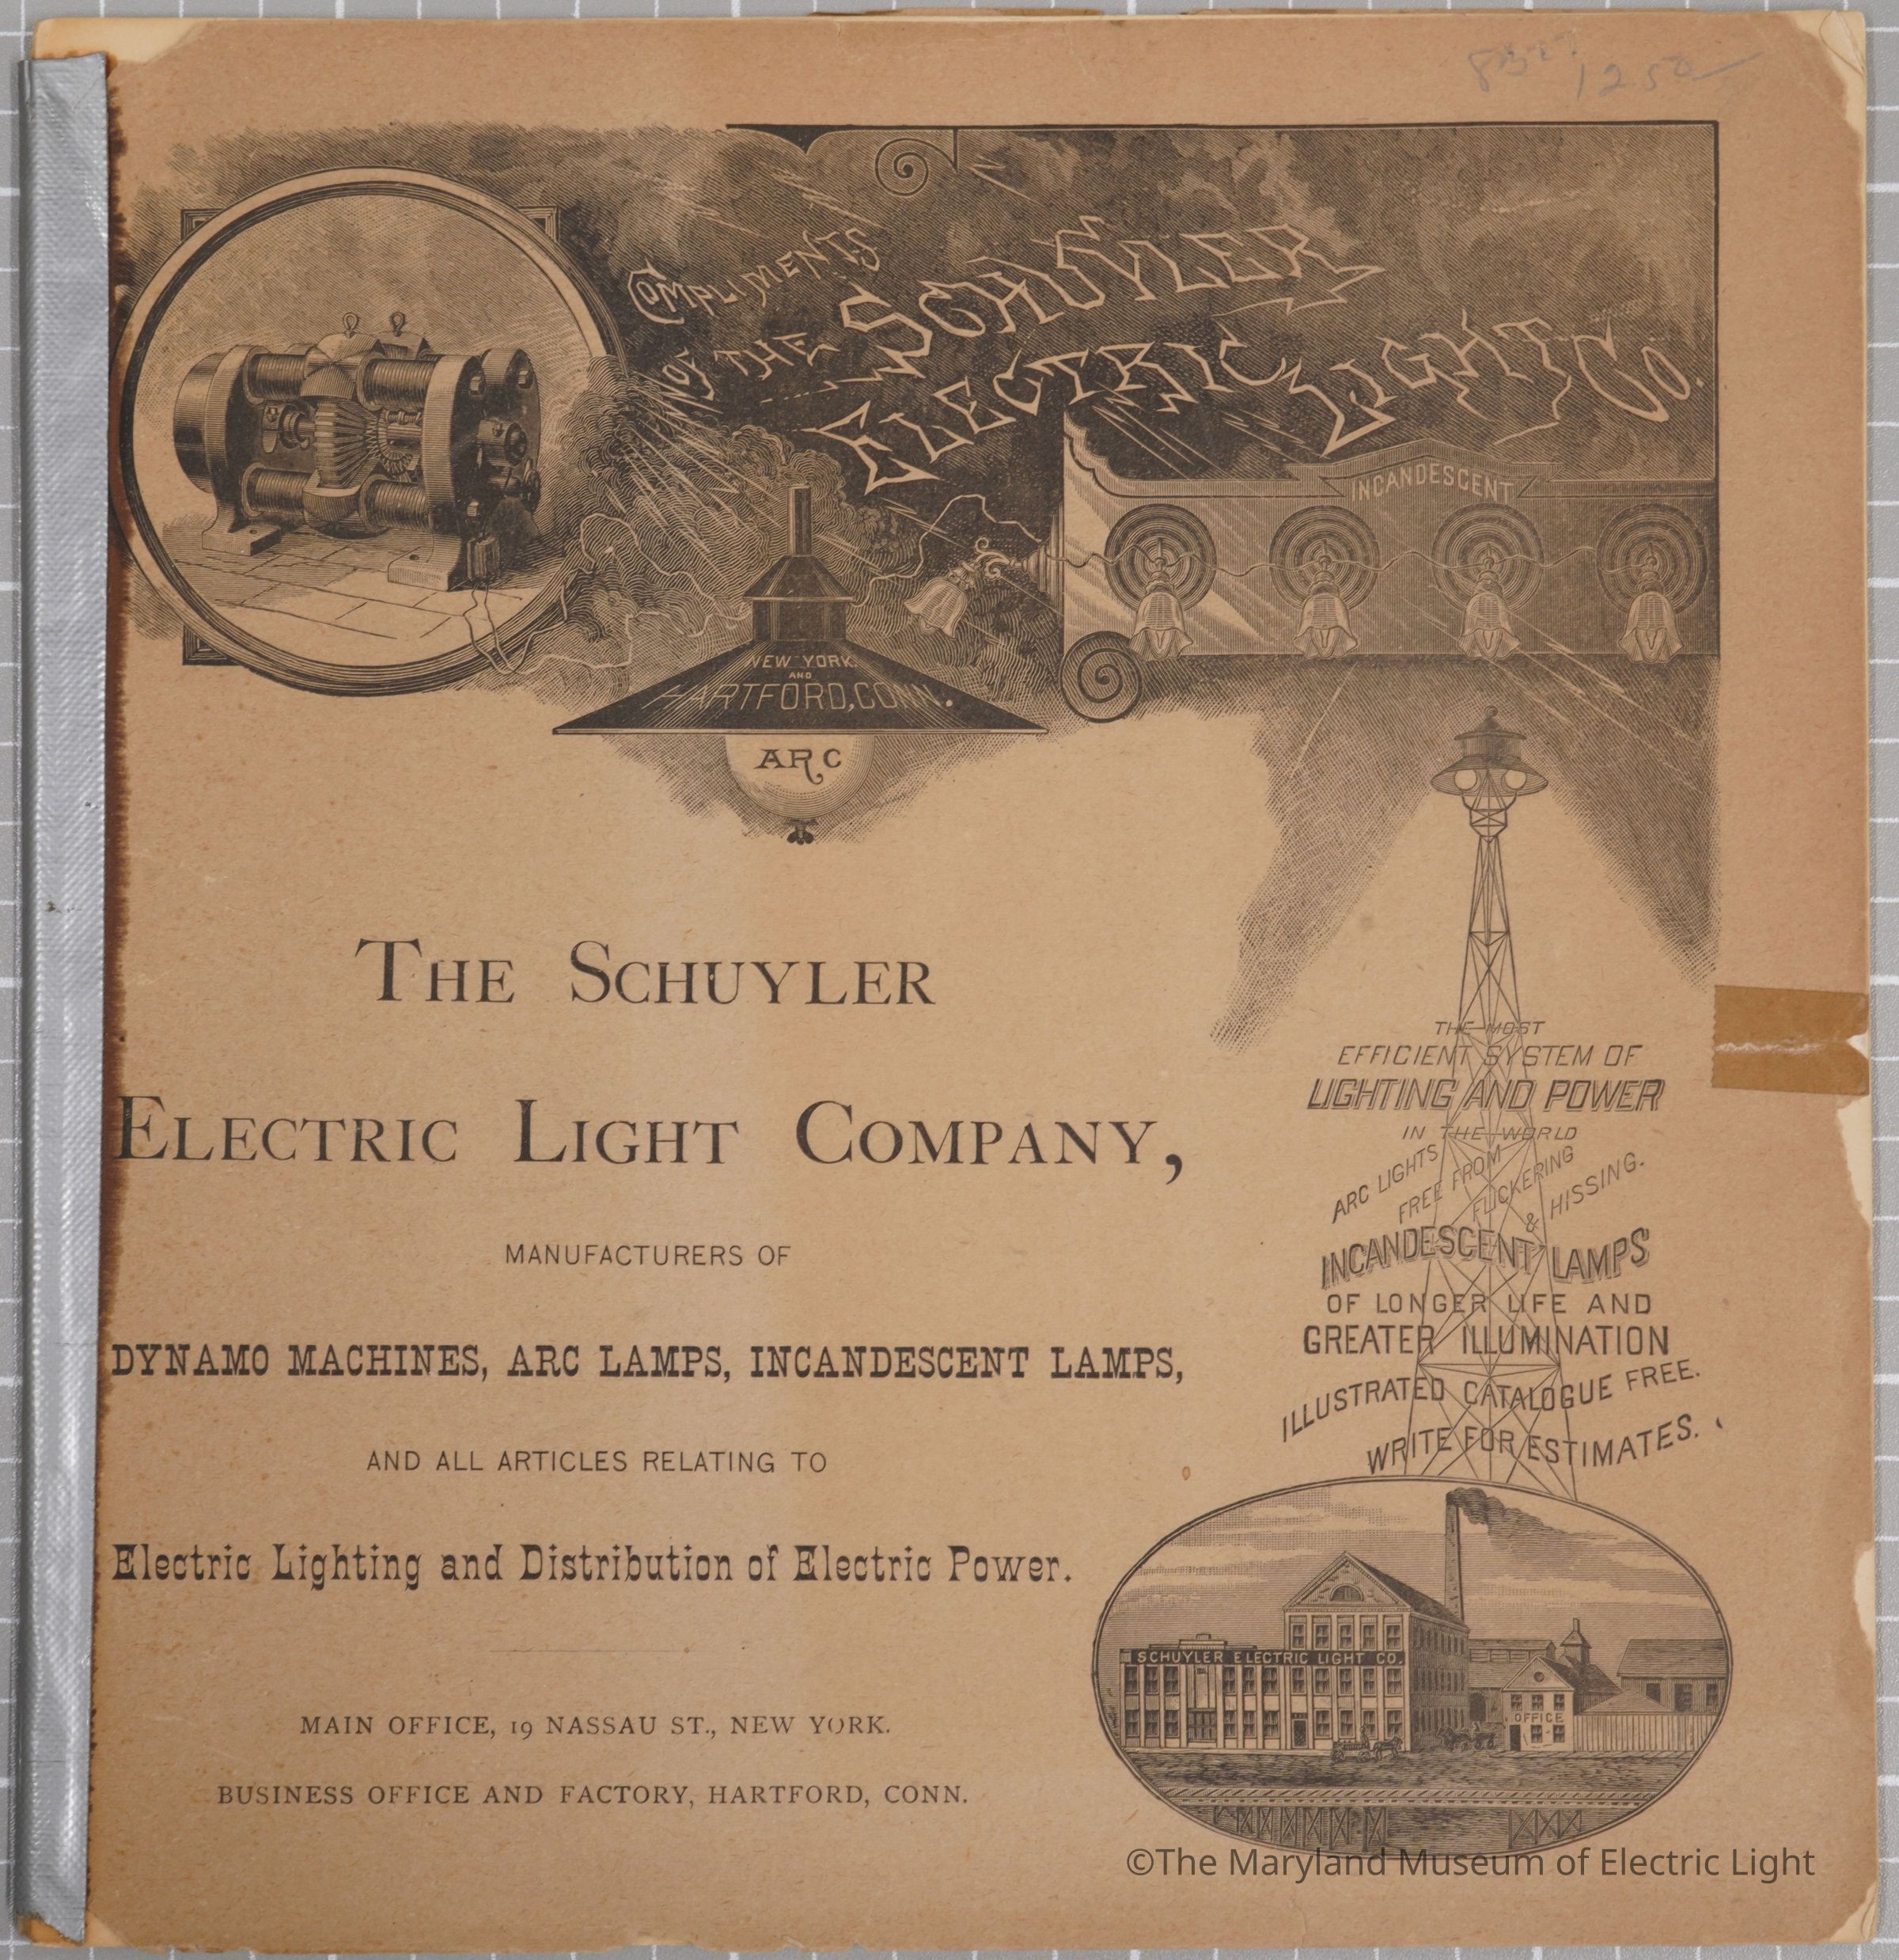 1250
COMPLIMENTS
OF THE SCHUYLER
ELECTRIC LIGHT CO.
INCANDESCENT
NEW YORK
AND
HARTFORD, CONN.
ARC
THE SCHUYLER
ELECTRIC LIGHT COMPANY,
MANUFACTURERS OF
DYNAMO MACHINES, ARC LAMPS, INCANDESCENT LAMPS,
AND ALL ARTICLES RELATING TO
Electric Lighting and Distribution of Electric Power.
MAIN OFFICE, 19 NASSAU ST., NEW YORK.
BUSINESS OFFICE AND FACTORY, HARTFORD, CONN.
THE MOST
EFFICIENT SYSTEM OF
LIGHTING AND POWER
IN THE WORLD
ARC LIGHTS
FREE FROM
FLICKERING
& HISSING.
INCANDESCENT LAMPS
OF LONGER LIFE AND
GREATER ILLUMINATION
ILLUSTRATED CATALOGUE FREE.
WRITE FOR ESTIMATES.
SCHUYLER ELECTRIC LIGHT CO.
OFFICE
©The Maryland Museum of Electric Light